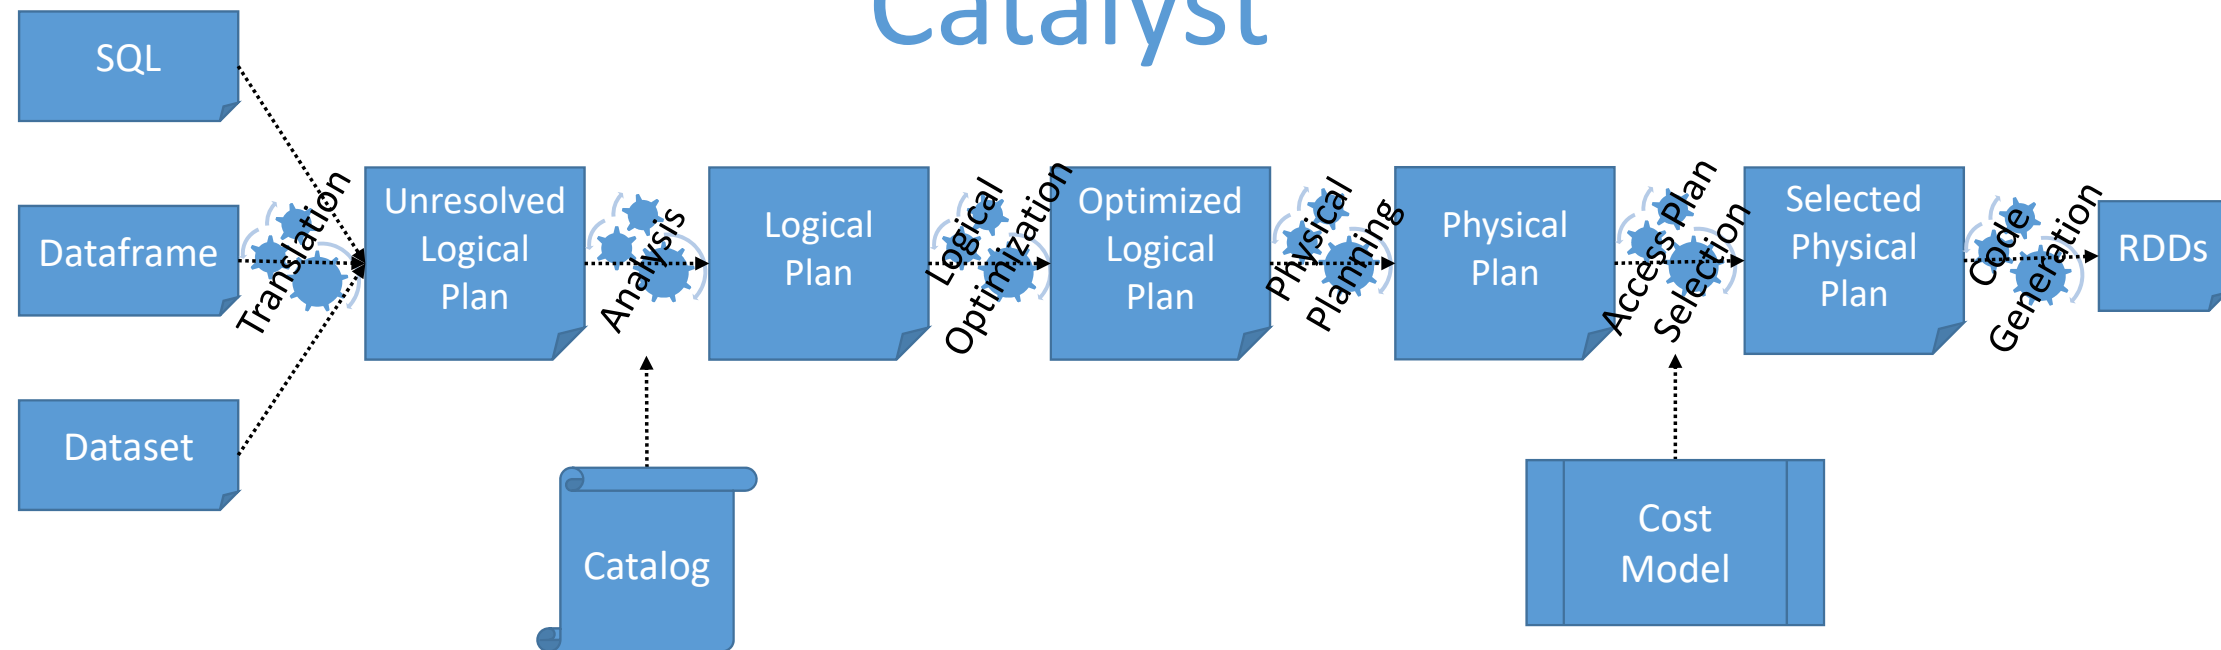 Catalyst
SQL
Dataframe
Dataset
Translation
Unresolved
Logical
Plan
Analysis
Catalog
Logical
Plan
Logical
Optimization
Optimized
Logical
Plan
Physical
Planning
Physical
Plan
Access Plan
Selection
Cost
Model
Selected
Physical
Plan
Code
Generation
RDDs